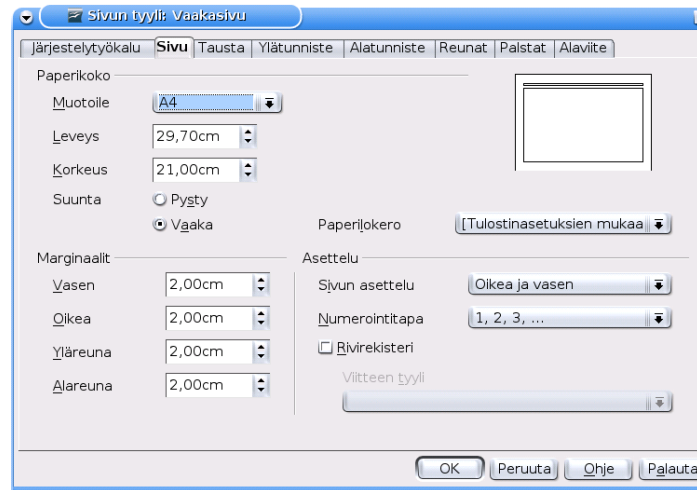 Sivun tyyli: Vaakasivu
Järjestelytyökalu Sivu Tausta Ylätunniste Alatunniste Reunat Palstat Alaviite
Paperikoko
Muotoile A4
Leveys 29,70cm
Korkeus 21,00cm
Suunta Pysty
Vaaka Paperilokero [Tulostinasetuksien mukaa
Marginaalit Asettelu
Vasen 2,00cm Sivun asettelu Oikea ja vasen
Oikea 2,00cm Numerointitapa 1, 2, 3, ...
Yläreuna 2,00cm Rivirekisteri
Viitteen tyyli
Alareuna 2,00cm
OK Peruuta Ohje Palauta